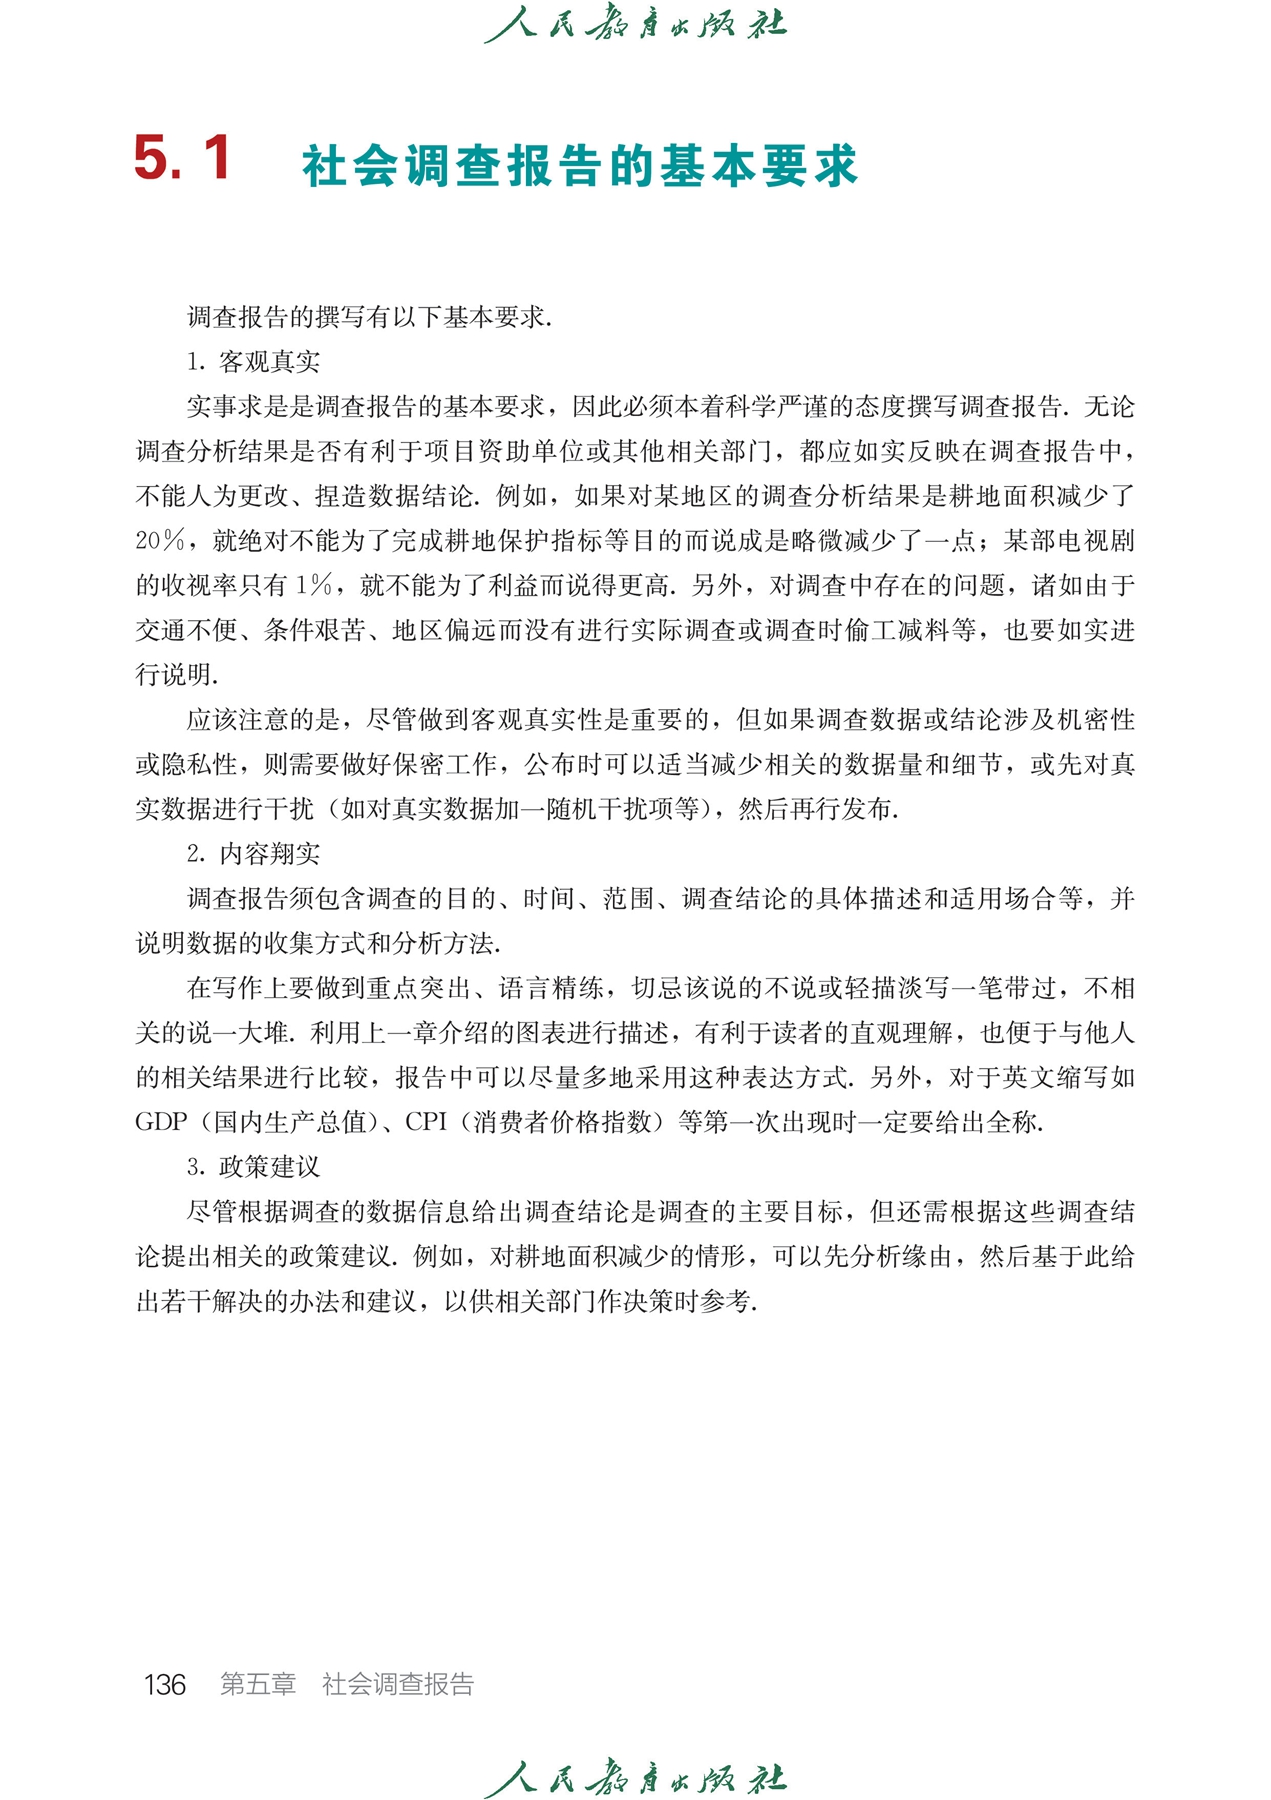 人民教育出版社
5.1 社会调查报告的基本要求
调查报告的撰写有以下基本要求.
1. 客观真实
实事求是是调查报告的基本要求，因此必须本着科学严谨的态度撰写调查报告. 无论
调查分析结果是否有利于项目资助单位或其他相关部门，都应如实反映在调查报告中，
不能人为更改、捏造数据结论. 例如，如果对某地区的调查分析结果是耕地面积减少了
20%，就绝对不能为了完成耕地保护指标等目的而说成是略微减少了一点；某部电视剧
的收视率只有 1%，就不能为了利益而说得更高. 另外，对调查中存在的问题，诸如由于
交通不便、条件艰苦、地区偏远而没有进行实际调查或调查时偷工减料等，也要如实进
行说明.
应该注意的是，尽管做到客观真实性是重要的，但如果调查数据或结论涉及机密性
或隐私性，则需要做好保密工作，公布时可以适当减少相关的数据量和细节，或先对真
实数据进行干扰（如对真实数据加一随机干扰项等），然后再行发布.
2. 内容翔实
调查报告须包含调查的目的、时间、范围、调查结论的具体描述和适用场合等，并
说明数据的收集方式和分析方法.
在写作上要做到重点突出、语言精练，切忌该说的不说或轻描淡写一笔带过，不相
关的说一大堆. 利用上一章介绍的图表进行描述，有利于读者的直观理解，也便于与他人
的相关结果进行比较，报告中可以尽量多地采用这种表达方式. 另外，对于英文缩写如
GDP（国内生产总值）、CPI（消费者价格指数）等第一次出现时一定要给出全称.
3. 政策建议
尽管根据调查的数据信息给出调查结论是调查的主要目标，但还需根据这些调查结
论提出相关的政策建议. 例如，对耕地面积减少的情形，可以先分析缘由，然后基于此给
出若干解决的办法和建议，以供相关部门作决策时参考.
136 第五章 社会调查报告
人民教育出版社